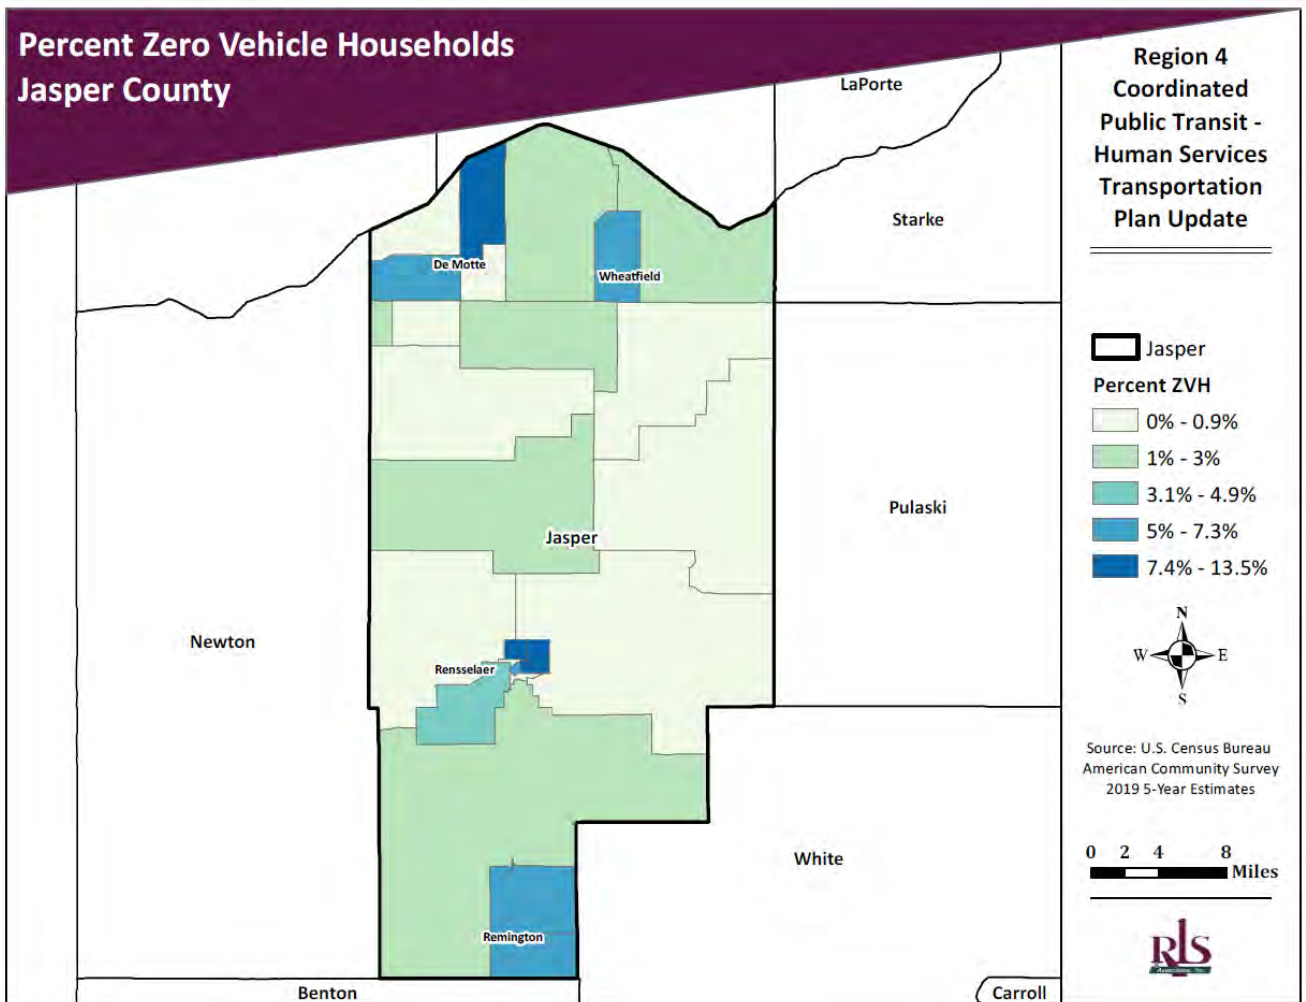 Percent Zero Vehicle Households
Jasper County
Region 4
Coordinated
Public Transit -
Human Services
Transportation
Plan Update
LaPorte
Starke
De Motte
Wheatfield
Jasper
Pulaski
Newton
Rensselaer
White
Remington
Benton
Carroll
Jasper
Percent ZVH
0% - 0.9%
1% - 3%
3.1% - 4.9%
5% - 7.3%
7.4% - 13.5%
N
W E
S
Source: U.S. Census Bureau
American Community Survey
2019 5-Year Estimates
0 2 4 8
Miles
RLS